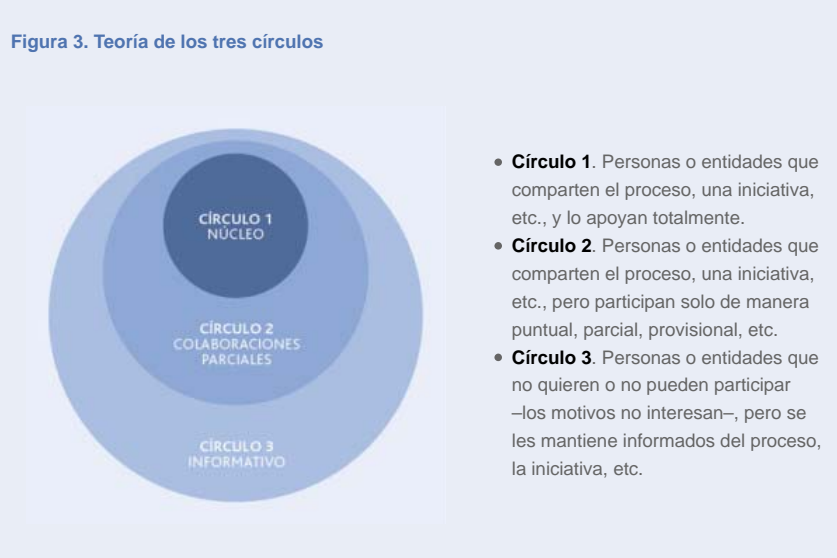 Figura 3. Teoría de los tres círculos
CÍRCULO 1
NÚCLEO
CÍRCULO 2
COLABORACIONES
PARCIALES
CÍRCULO 3
INFORMATIVO
• Círculo 1. Personas o entidades que
comparten el proceso, una iniciativa,
etc., y lo apoyan totalmente.
• Círculo 2. Personas o entidades que
comparten el proceso, una iniciativa,
etc., pero participan solo de manera
puntual, parcial, provisional, etc.
• Círculo 3. Personas o entidades que
no quieren o no pueden participar
–los motivos no interesan–, pero se
les mantiene informados del proceso,
la iniciativa, etc.